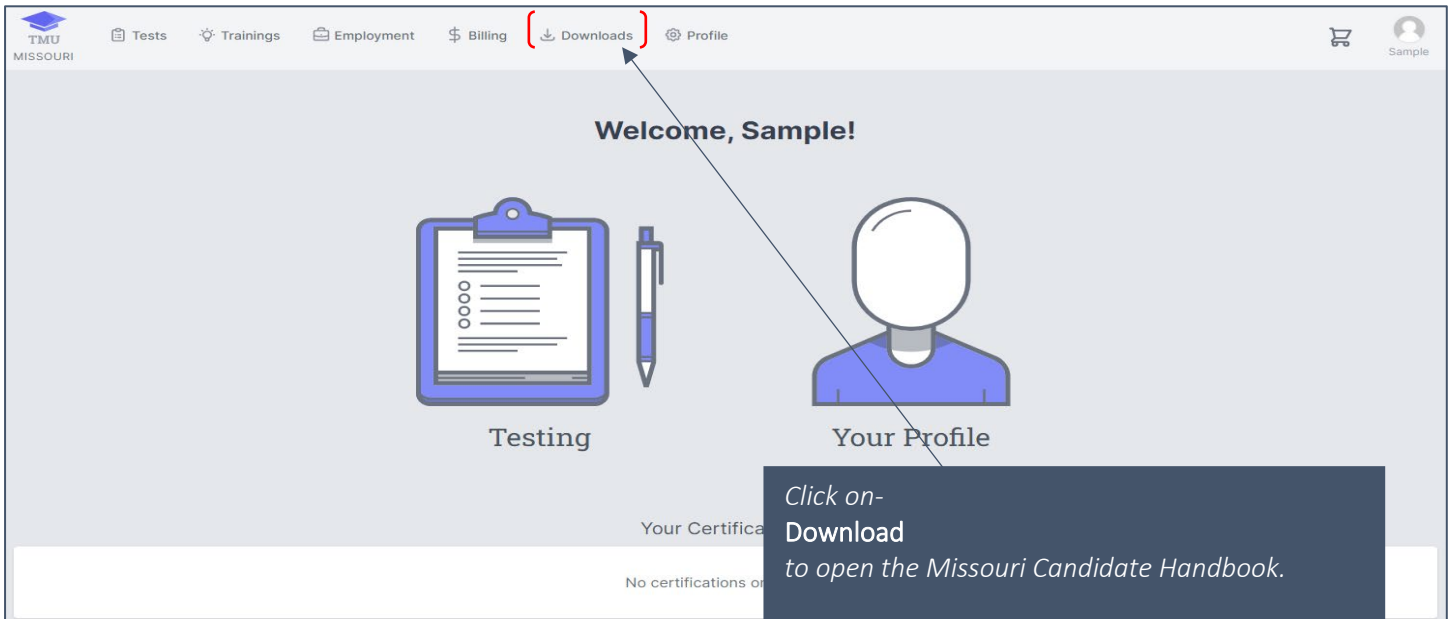 TMU
MISSOURI
Tests
Trainings
Employment
$ Billing
Downloads
Profile
Sample
Welcome, Sample!
Testing
Your Profile
Your Certifica
No certifications or
Click on-
Download
to open the Missouri Candidate Handbook.